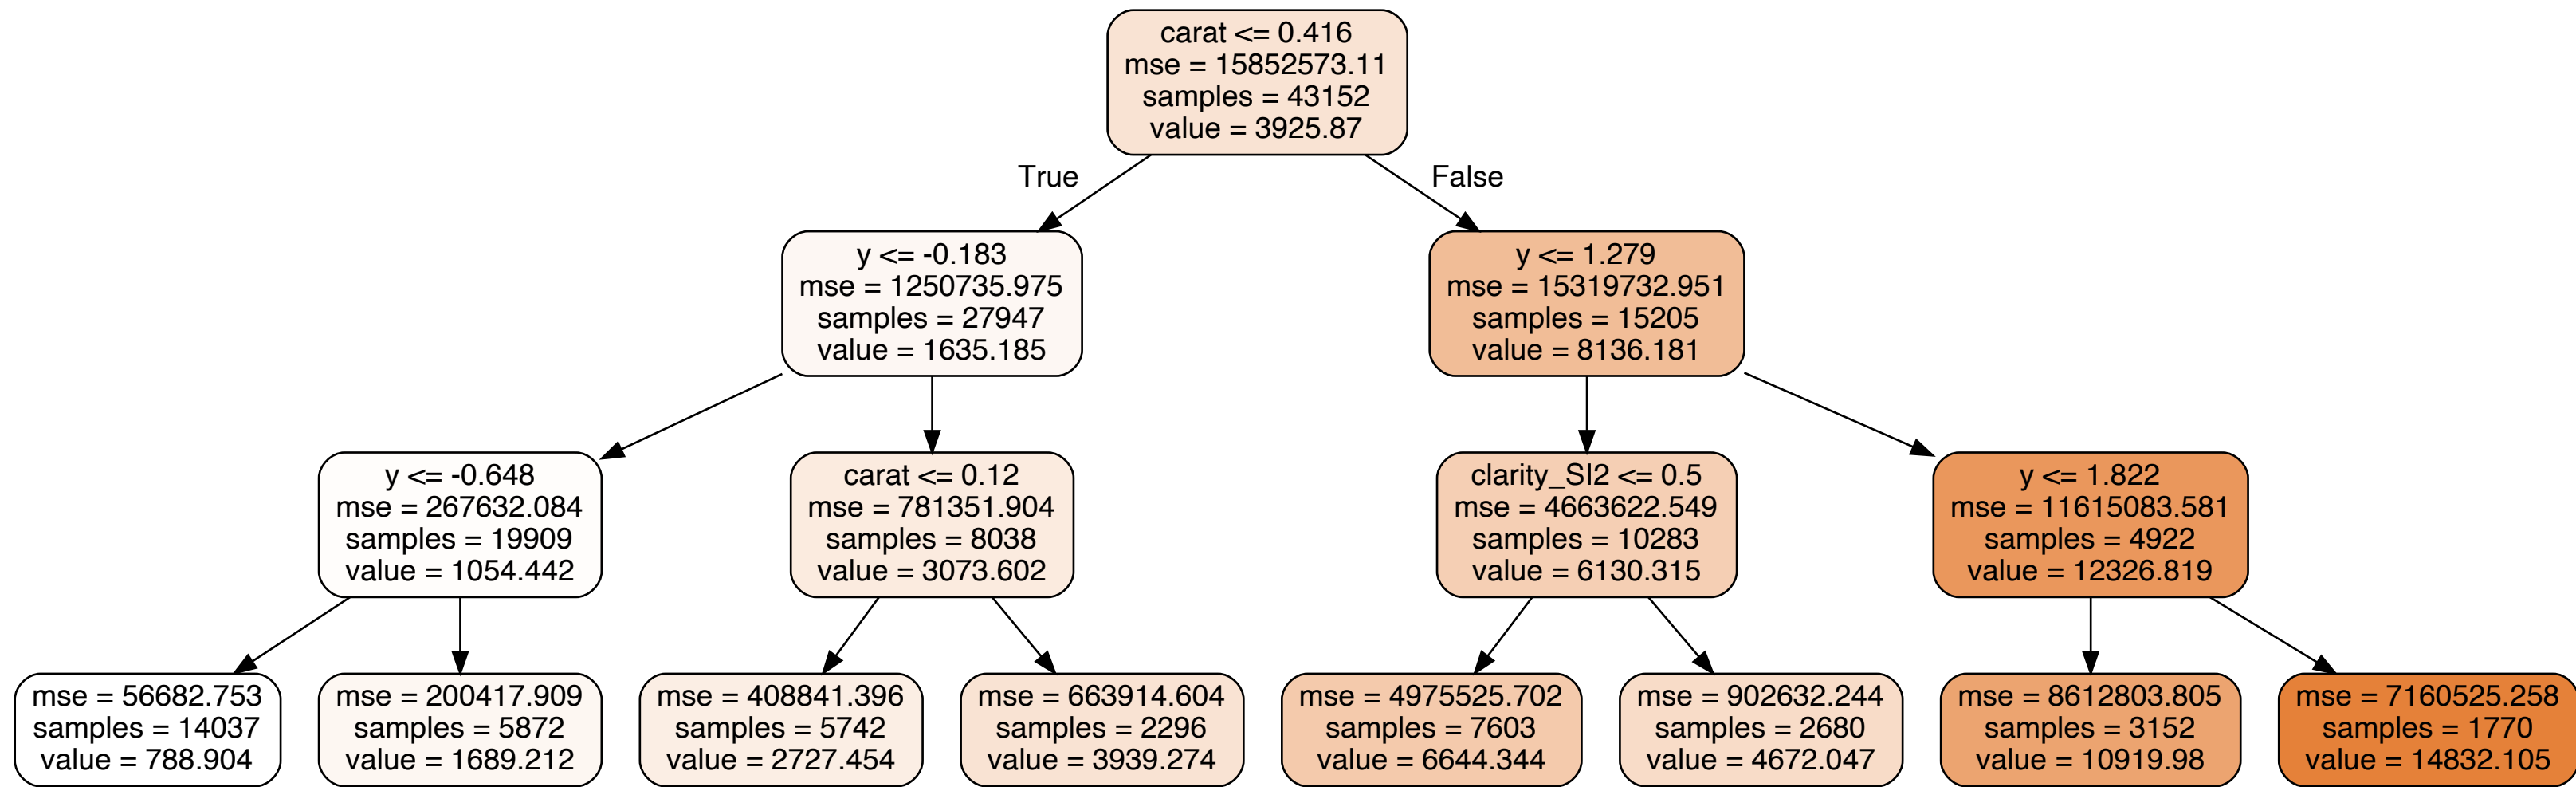 carat <= 0.416
mse = 15852573.11
samples = 43152
value = 3925.87
True
False
y <= -0.183
mse = 1250735.975
samples = 27947
value = 1635.185
y <= 1.279
mse = 15319732.951
samples = 15205
value = 8136.181
y <= -0.648
mse = 267632.084
samples = 19909
value = 1054.442
carat <= 0.12
mse = 781351.904
samples = 8038
value = 3073.602
clarity_SI2 <= 0.5
mse = 4663622.549
samples = 10283
value = 6130.315
y <= 1.822
mse = 11615083.581
samples = 4922
value = 12326.819
mse = 56682.753
samples = 14037
value = 788.904
mse = 200417.909
samples = 5872
value = 1689.212
mse = 408841.396
samples = 5742
value = 2727.454
mse = 663914.604
samples = 2296
value = 3939.274
mse = 4975525.702
samples = 7603
value = 6644.344
mse = 902632.244
samples = 2680
value = 4672.047
mse = 8612803.805
samples = 3152
value = 10919.98
mse = 7160525.258
samples = 1770
value = 14832.105